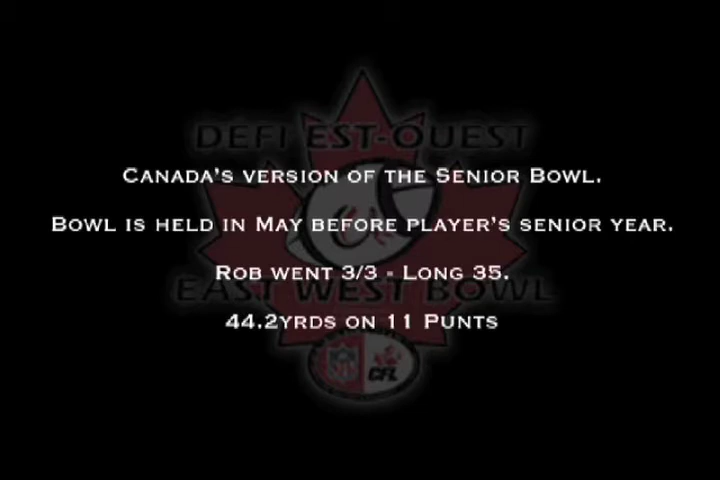 DEFI EST-OUEST
CANADA'S VERSION OF THE SENIOR BOWL.
BOWL IS HELD IN MAY BEFORE PLAYER'S SENIOR YEAR.
ROB WENT 3/3 - LONG 35.
EAST WEST BOWL
44.2YRDS ON 11 PUNTS
NFL CFL